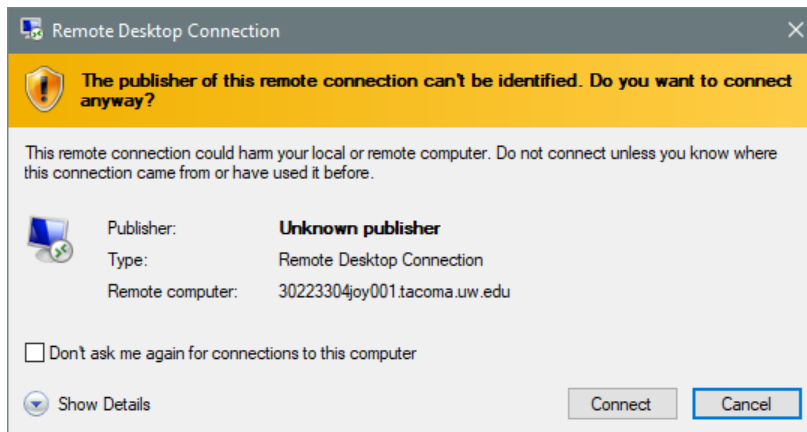 Remote Desktop Connection
The publisher of this remote connection can't be identified. Do you want to connect
anyway?
This remote connection could harm your local or remote computer. Do not connect unless you know where
this connection came from or have used it before.
Publisher: Unknown publisher
Type: Remote Desktop Connection
Remote computer: 30223304joy001.tacoma.uw.edu
Don't ask me again for connections to this computer
Show Details Connect Cancel